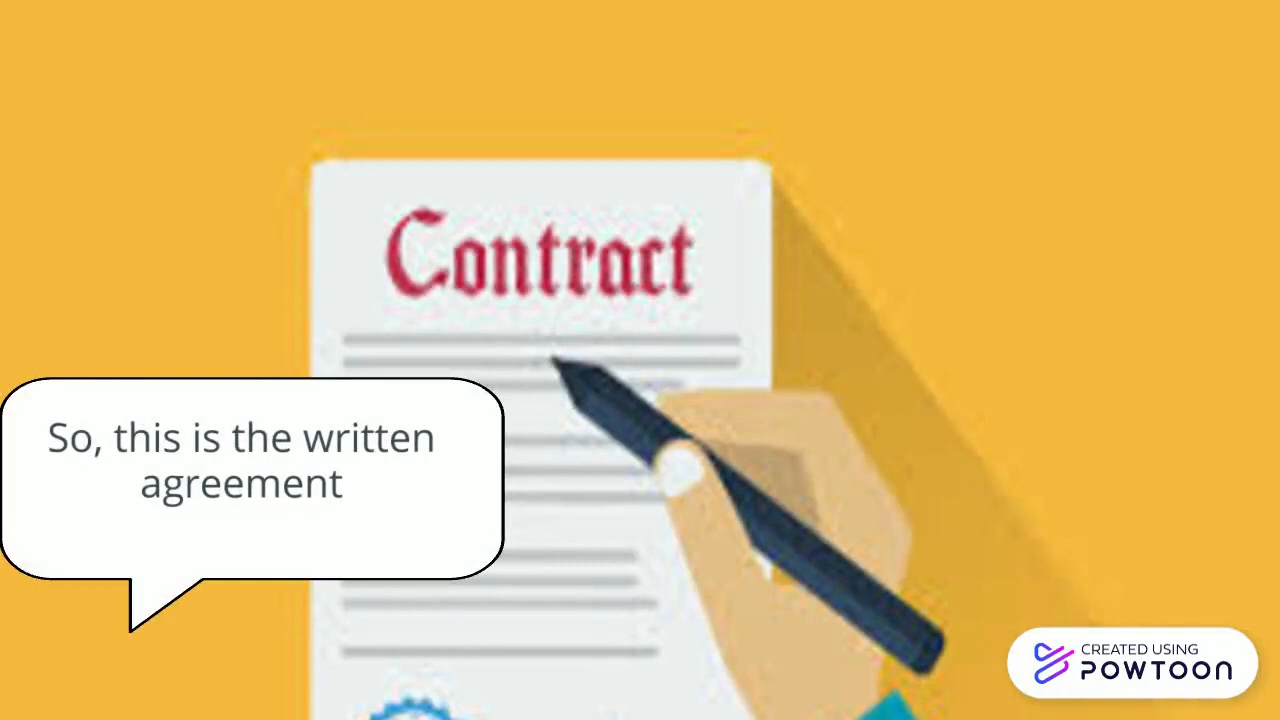 Contract
So, this is the written
agreement
CREATED USING
POWTOON